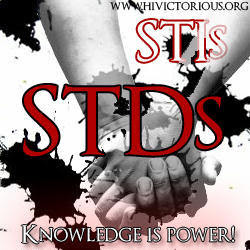 WWW.HIVICTORIOUS.ORG
STIs
STDs
KNOWLEDGE IS POWER!